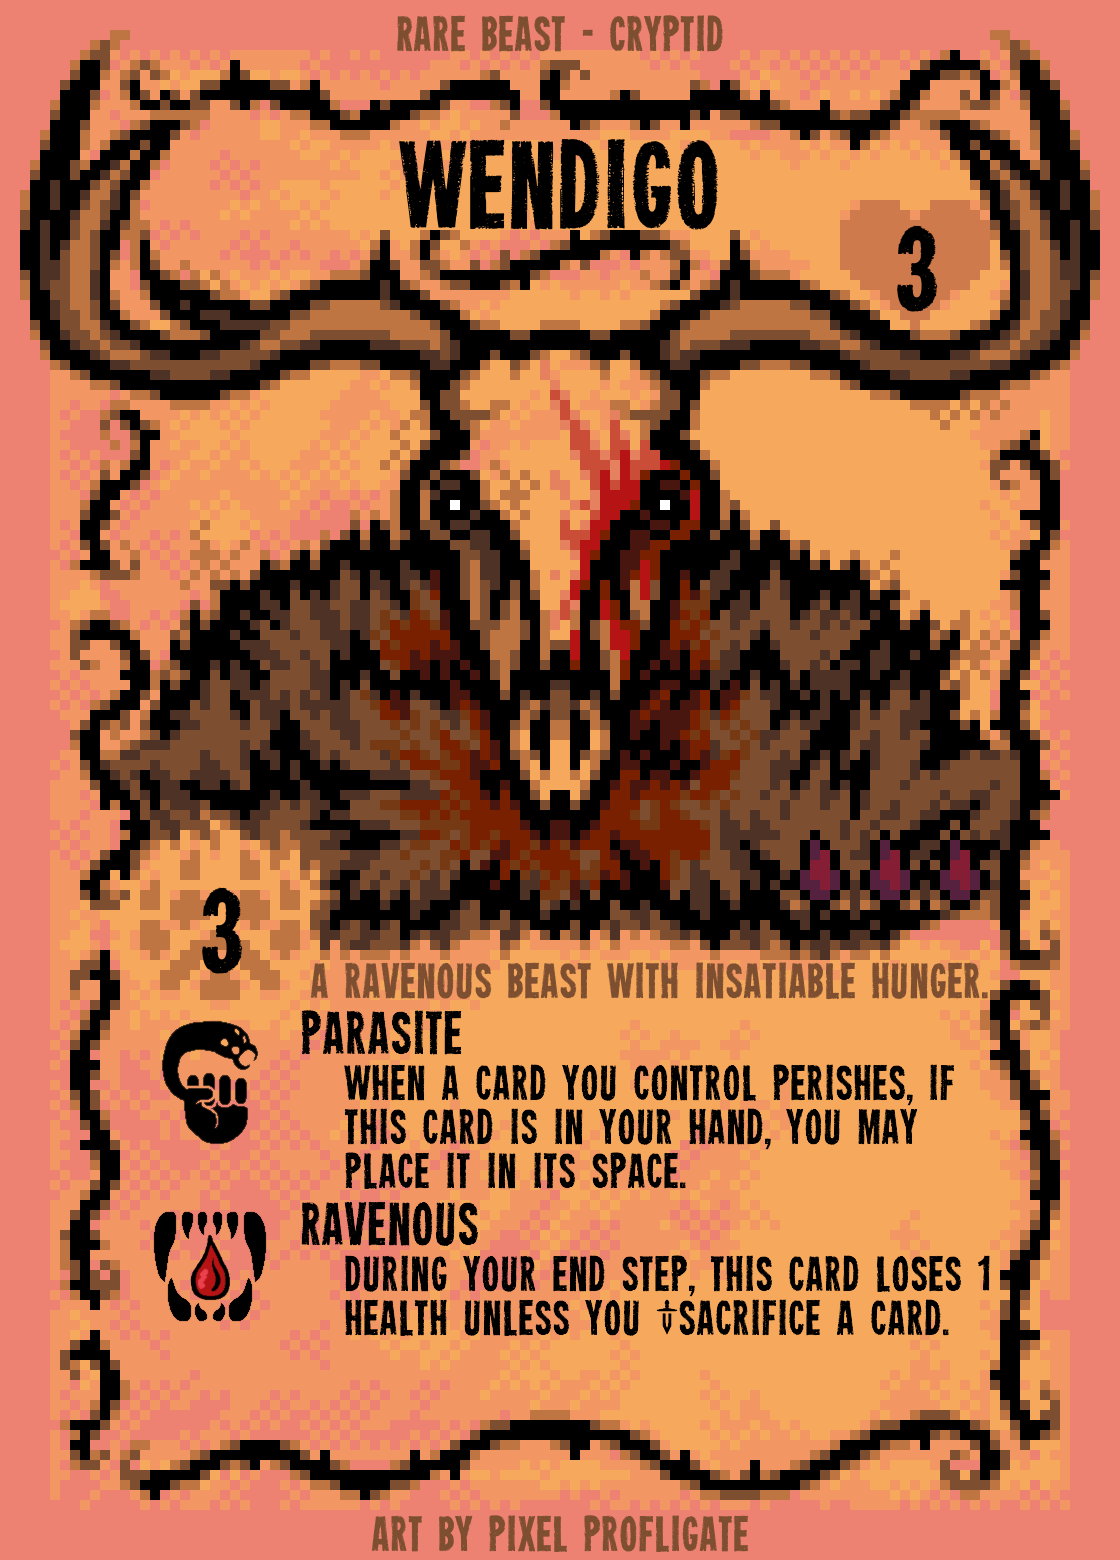 RARE BEAST - CRYPTID
WENDIGO
3
3
A RAVENOUS BEAST WITH INSATIABLE HUNGER.
PARASITE
WHEN A CARD YOU CONTROL PERISHES, IF
THIS CARD IS IN YOUR HAND, YOU MAY
PLACE IT IN ITS SPACE.
RAVENOUS
DURING YOUR END STEP, THIS CARD LOSES 1
HEALTH UNLESS YOU SACRIFICE A CARD.
ART BY PIXEL PROFLIGATE